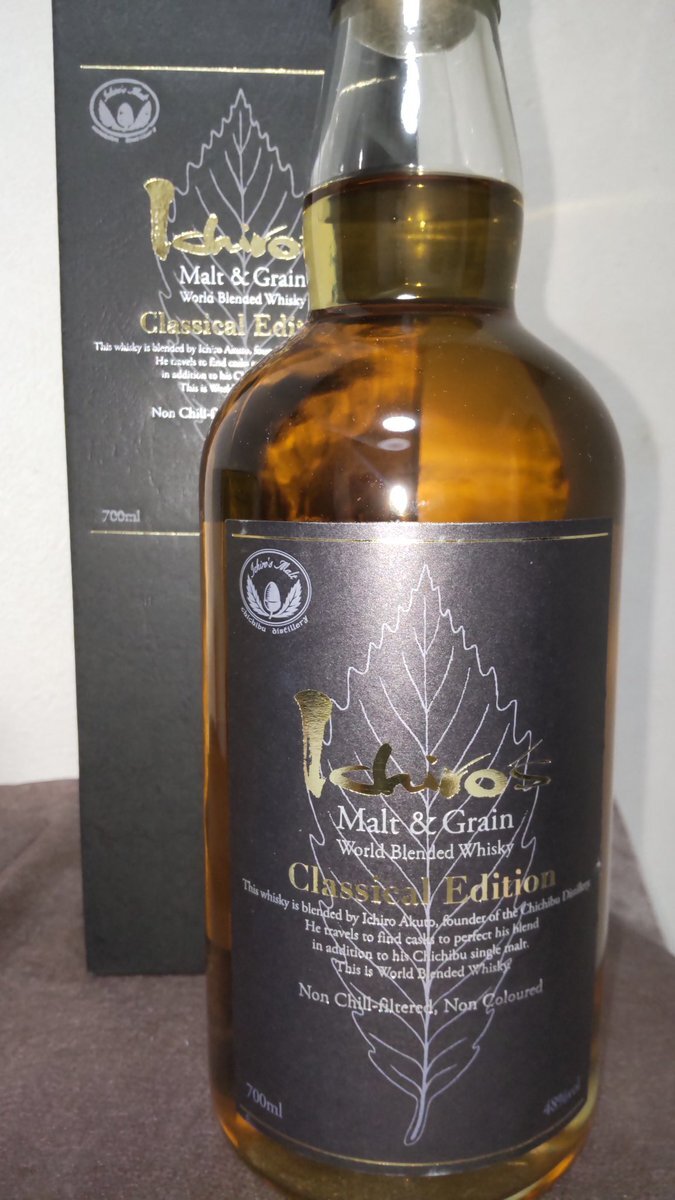 Ichiro's Malt
chichibu distillery
Ichiro's
Malt & Grain
World Blended Whisky
Classical Edition
This whisky is blended by Ichiro Akuto, founder of the Chichibu Distillery.
He travels to find casks to perfect his blend
in addition to his Chichibu single malt.
This is World Blended Whisky.
Non Chill-filtered, Non Coloured
700ml
48%vol
Ichiro's Malt
Ichiro's
Malt & Grain
World Blended Whisky
Classical
This whisky is blended by Ichiro Akuto,
He travels to find casks
in addition to his
This is
Non
700ml